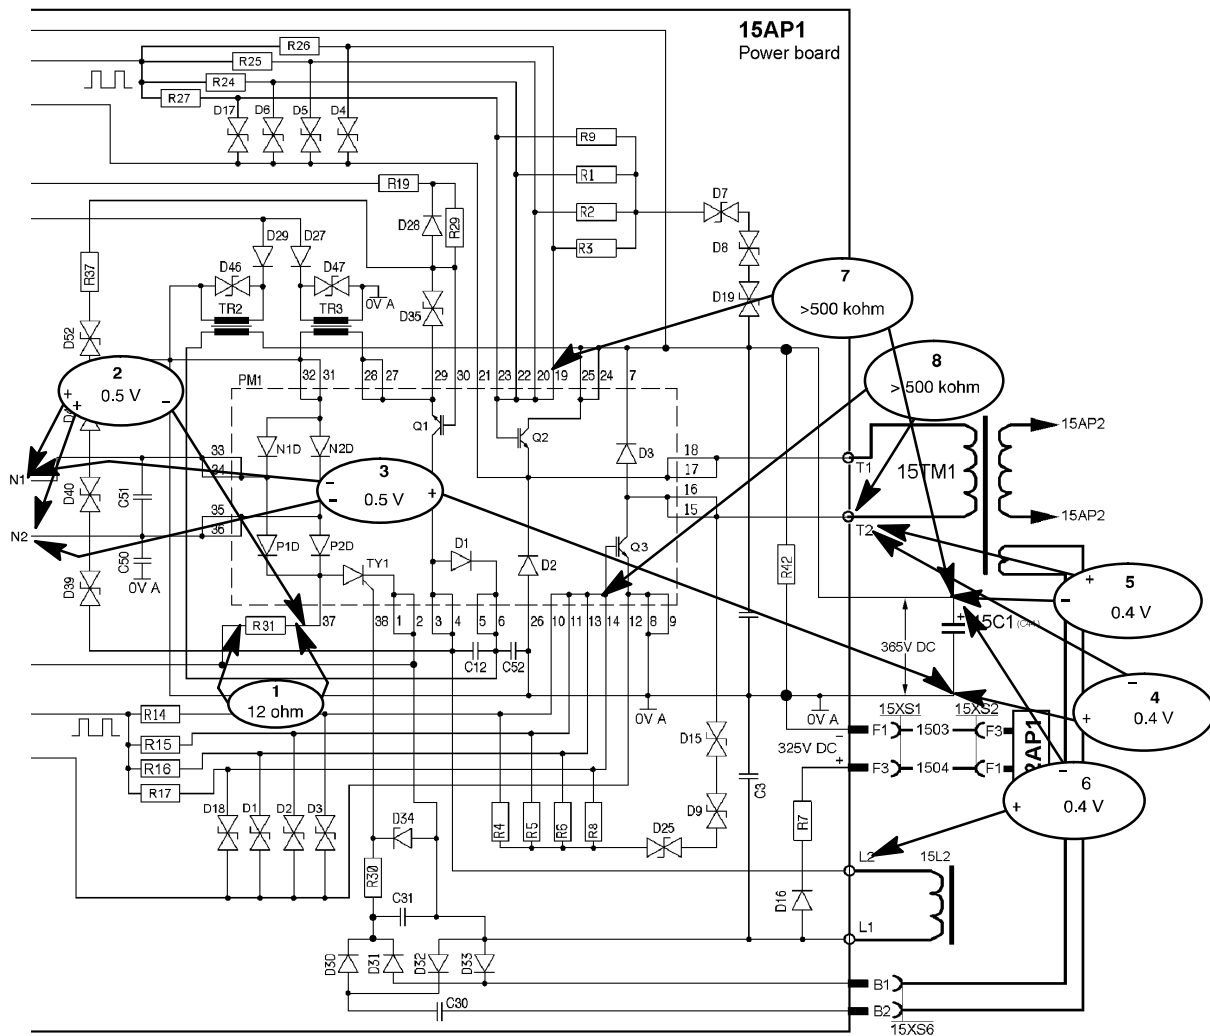 15AP1
Power board
R26
R25
R24
R27
D17 D6 D5 D4
R9
R1
R2
R3
R19
D28
R29
D7
D8
D19
D29 D27
R37
D46 D47
0V A
TR2 TR3
D35
D52
7
>500 kohm
8
> 500 kohm
2
0.5 V
+ + −
PM1
32 31 28 27 29 30 21 23 22 20 19 25 24 7
Q1
Q2
D3
N1D N2D
33
34
18
17
T1
15TM1
15AP2
N1
3
0.5 V
− − +
16
15
15AP2
D40
C51
35
36
N2
T2
P1D P2D
TY1
D1
D2
Q3
R42
C50
0V A
D39
5
0.4 V
+ −
R31
37
38 1 2 3 4 5 6 26 10 11 13 14 12 8 9
+
15C1
365V DC
C12 C52
1
12 ohm
4
0.4 V
− +
0V A
0V A
R14
R15
R16
R17
15XS1 15XS2
F1 1503 F3
−
325V DC
+
F3 1504 F1
2AP1
D15
C3
6
0.4 V
− +
D18 D1 D2 D3
D34
R4 R5 R6 R8
D9
D25
R7
R30
L2
15L2
C31
D16
L1
D30 D31 D32 D33
B1
C30
B2
15XS6